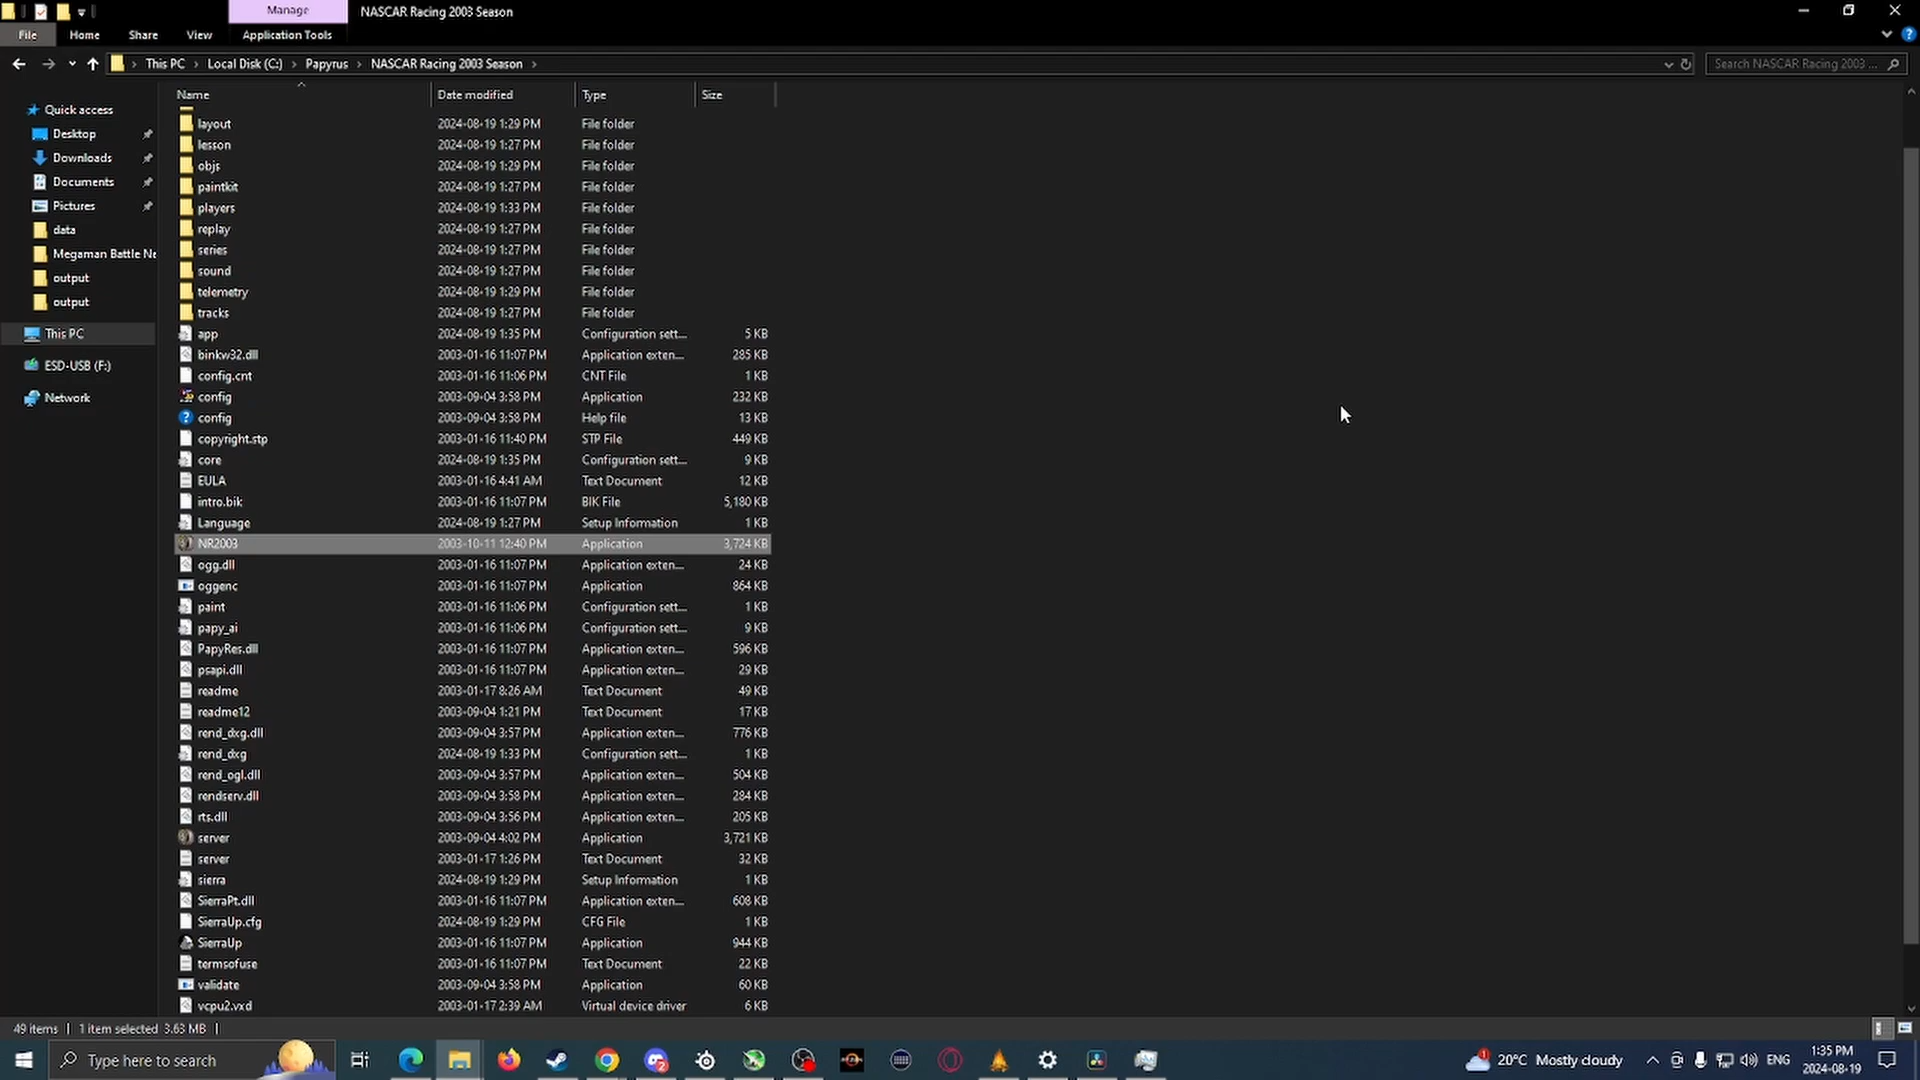 Manage
NASCAR Racing 2003 Season
File
Home
Share
View
Application Tools
This PC
Local Disk (C:)
Papyrus
NASCAR Racing 2003 Season
Search NASCAR Racing 2003 ...
Name
Date modified
Type
Size
Quick access
Desktop
Downloads
Documents
Pictures
data
Megaman Battle Ne
output
output
This PC
ESD-USB (F:)
Network
layout 2024-08-19 1:29 PM File folder
lesson 2024-08-19 1:27 PM File folder
objs 2024-08-19 1:29 PM File folder
paintkit 2024-08-19 1:27 PM File folder
players 2024-08-19 1:33 PM File folder
replay 2024-08-19 1:27 PM File folder
series 2024-08-19 1:27 PM File folder
sound 2024-08-19 1:27 PM File folder
telemetry 2024-08-19 1:29 PM File folder
tracks 2024-08-19 1:27 PM File folder
app 2024-08-19 1:35 PM Configuration sett... 5 KB
binkw32.dll 2003-01-16 11:07 PM Application exten... 285 KB
config.cnt 2003-01-16 11:06 PM CNT File 1 KB
config 2003-09-04 3:58 PM Application 232 KB
config 2003-09-04 3:58 PM Help file 13 KB
copyright.stp 2003-01-16 11:40 PM STP File 449 KB
core 2024-08-19 1:35 PM Configuration sett... 9 KB
EULA 2003-01-16 4:41 AM Text Document 12 KB
intro.bik 2003-01-16 11:07 PM BIK File 5,180 KB
Language 2024-08-19 1:27 PM Setup Information 1 KB
NR2003 2003-10-11 12:40 PM Application 3,724 KB
ogg.dll 2003-01-16 11:07 PM Application exten... 24 KB
oggenc 2003-01-16 11:07 PM Application 864 KB
paint 2003-01-16 11:06 PM Configuration sett... 1 KB
papy_ai 2003-01-16 11:06 PM Configuration sett... 9 KB
PapyRes.dll 2003-01-16 11:07 PM Application exten... 596 KB
psapi.dll 2003-01-16 11:07 PM Application exten... 29 KB
readme 2003-01-17 8:26 AM Text Document 49 KB
readme12 2003-09-04 1:21 PM Text Document 17 KB
rend_dxg.dll 2003-09-04 3:57 PM Application exten... 776 KB
rend_dxg 2024-08-19 1:33 PM Configuration sett... 1 KB
rend_ogl.dll 2003-09-04 3:57 PM Application exten... 504 KB
rendserv.dll 2003-09-04 3:58 PM Application exten... 284 KB
rts.dll 2003-09-04 3:56 PM Application exten... 205 KB
server 2003-09-04 4:02 PM Application 3,721 KB
server 2003-01-17 1:26 PM Text Document 32 KB
sierra 2024-08-19 1:29 PM Setup Information 1 KB
SierraPt.dll 2003-01-16 11:07 PM Application exten... 608 KB
SierraUp.cfg 2024-08-19 1:29 PM CFG File 1 KB
SierraUp 2003-01-16 11:07 PM Application 944 KB
termsofuse 2003-01-16 11:07 PM Text Document 22 KB
validate 2003-09-04 3:58 PM Application 60 KB
vcpu2.vxd 2003-01-17 2:39 AM Virtual device driver 6 KB
49 items
1 item selected 3.63 MB
Type here to search
20°C Mostly cloudy
ENG
1:35 PM
2024-08-19